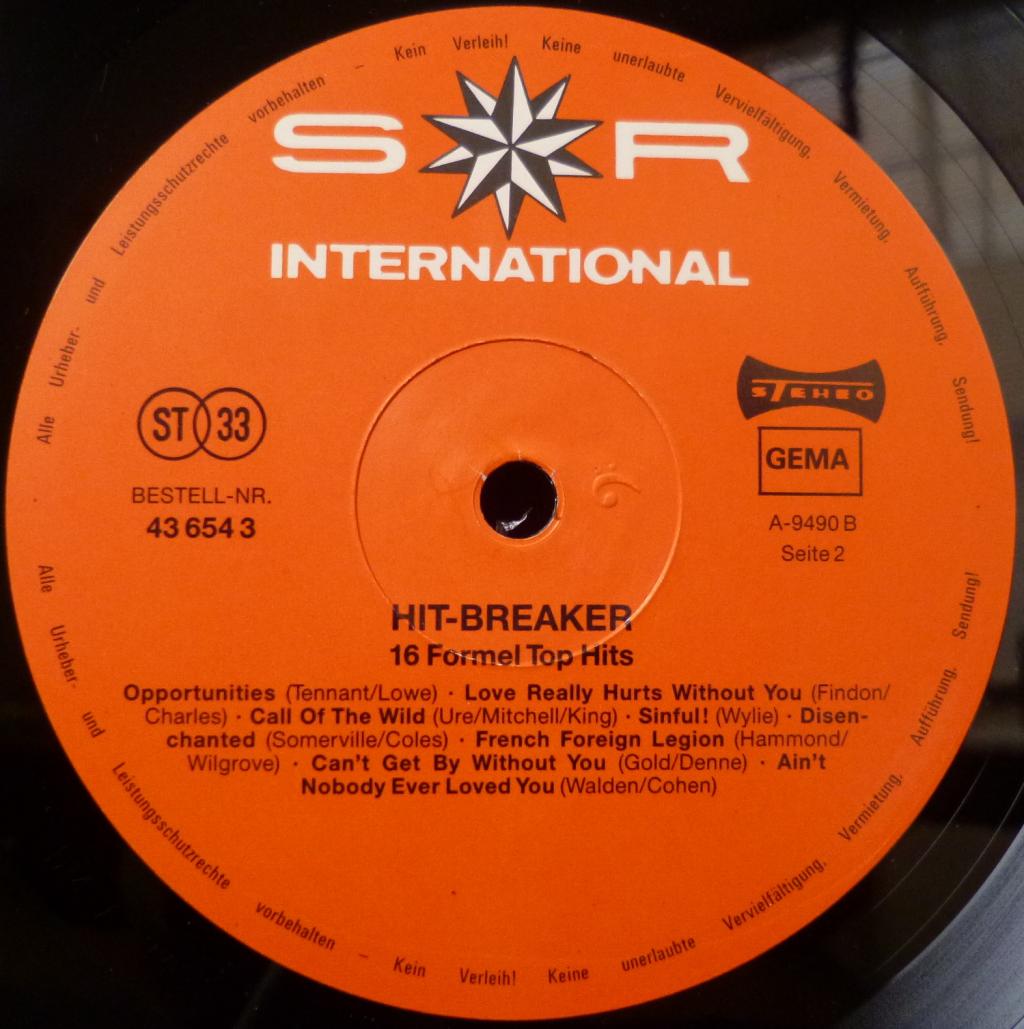 Alle Urheber- und Leistungsschutzrechte vorbehalten – Kein Verleih! Keine unerlaubte Vervielfältigung, Vermietung, Aufführung, Sendung!
S R
INTERNATIONAL
ST 33
BESTELL-NR.
43 654 3
STEREO
GEMA
A-9490 B
Seite 2
HIT-BREAKER
16 Formel Top Hits
Opportunities (Tennant/Lowe) · Love Really Hurts Without You (Findon/
Charles) · Call Of The Wild (Ure/Mitchell/King) · Sinful! (Wylie) · Disen-
chanted (Somerville/Coles) · French Foreign Legion (Hammond/
Wilgrove) · Can't Get By Without You (Gold/Denne) · Ain't
Nobody Ever Loved You (Walden/Cohen)
Alle Urheber- und Leistungsschutzrechte vorbehalten – Kein Verleih! Keine unerlaubte Vervielfältigung, Vermietung, Aufführung, Sendung!